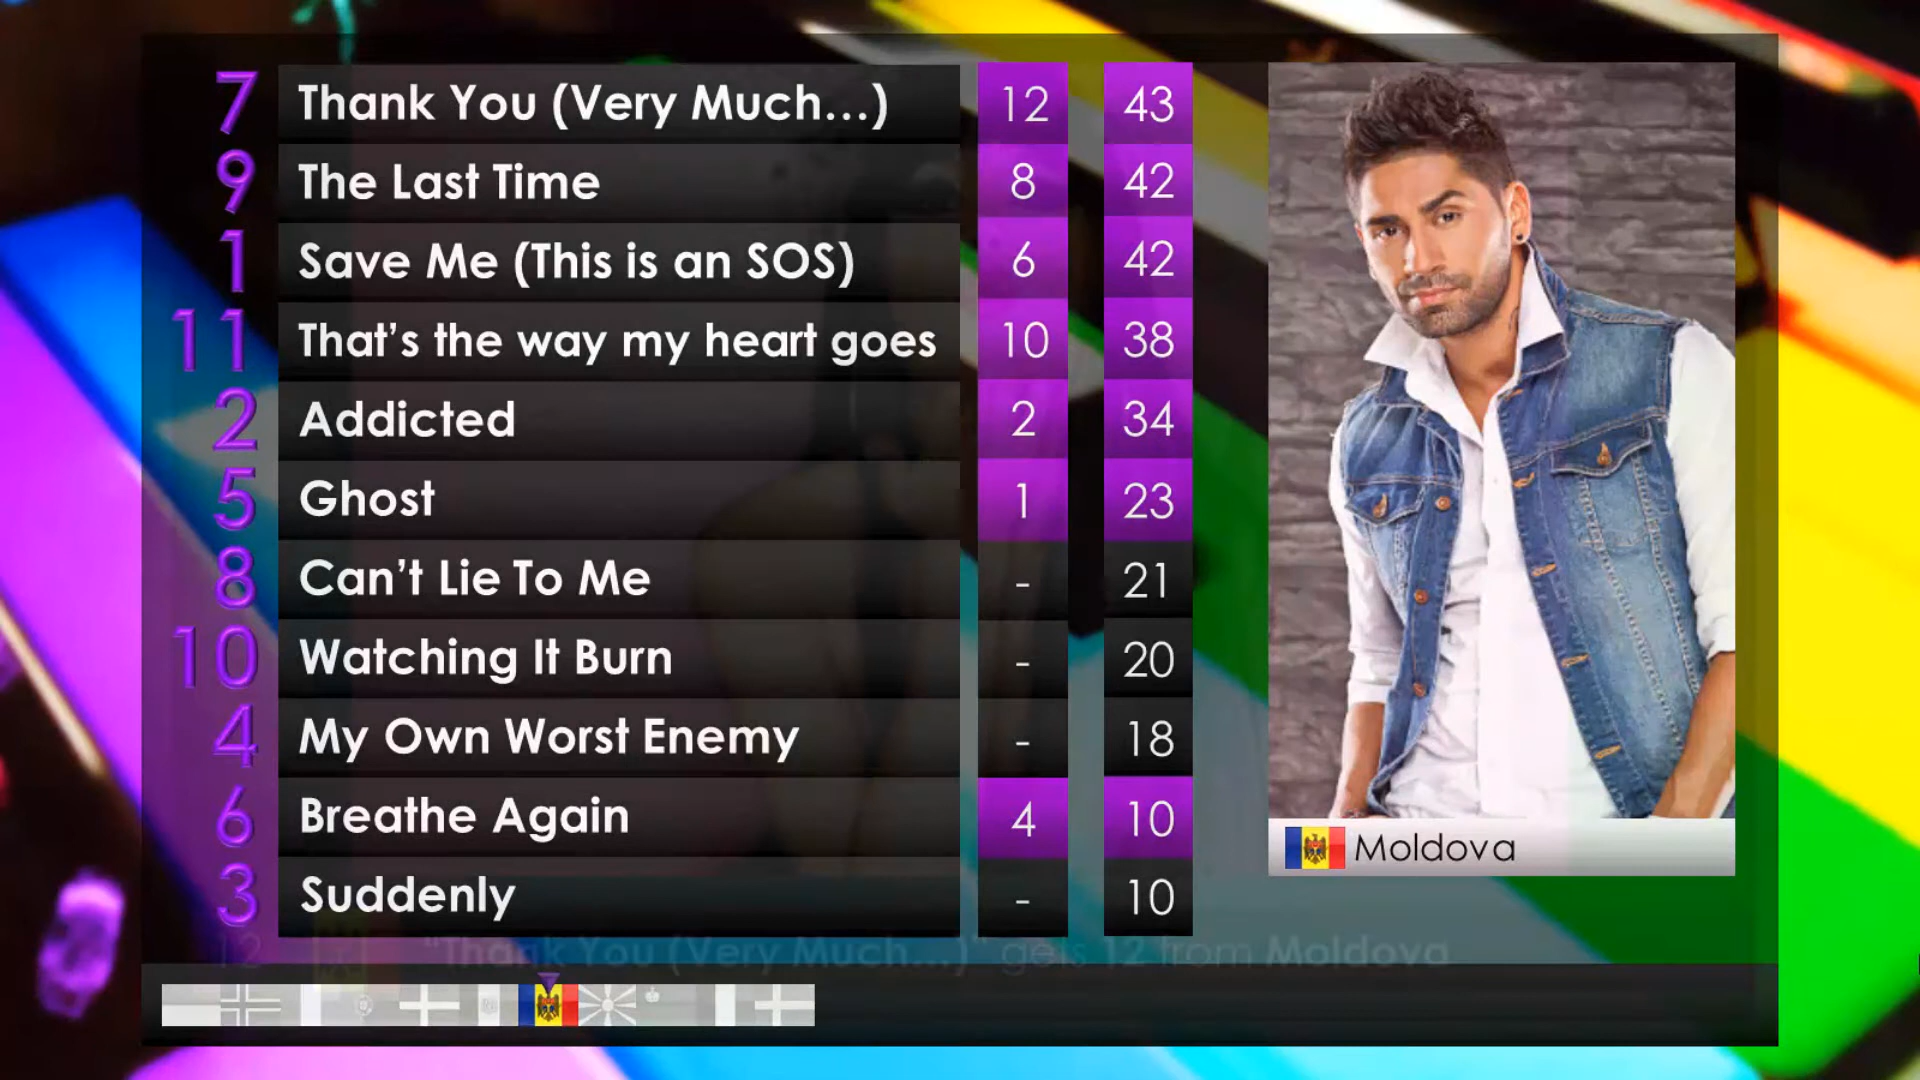 7 Thank You (Very Much...) 12 43
9 The Last Time 8 42
1 Save Me (This is an SOS) 6 42
11 That's the way my heart goes 10 38
2 Addicted 2 34
5 Ghost 1 23
8 Can't Lie To Me - 21
10 Watching It Burn - 20
4 My Own Worst Enemy - 18
6 Breathe Again 4 10
3 Suddenly - 10
Moldova
12 "Thank You (Very Much...)" gets 12 from Moldova